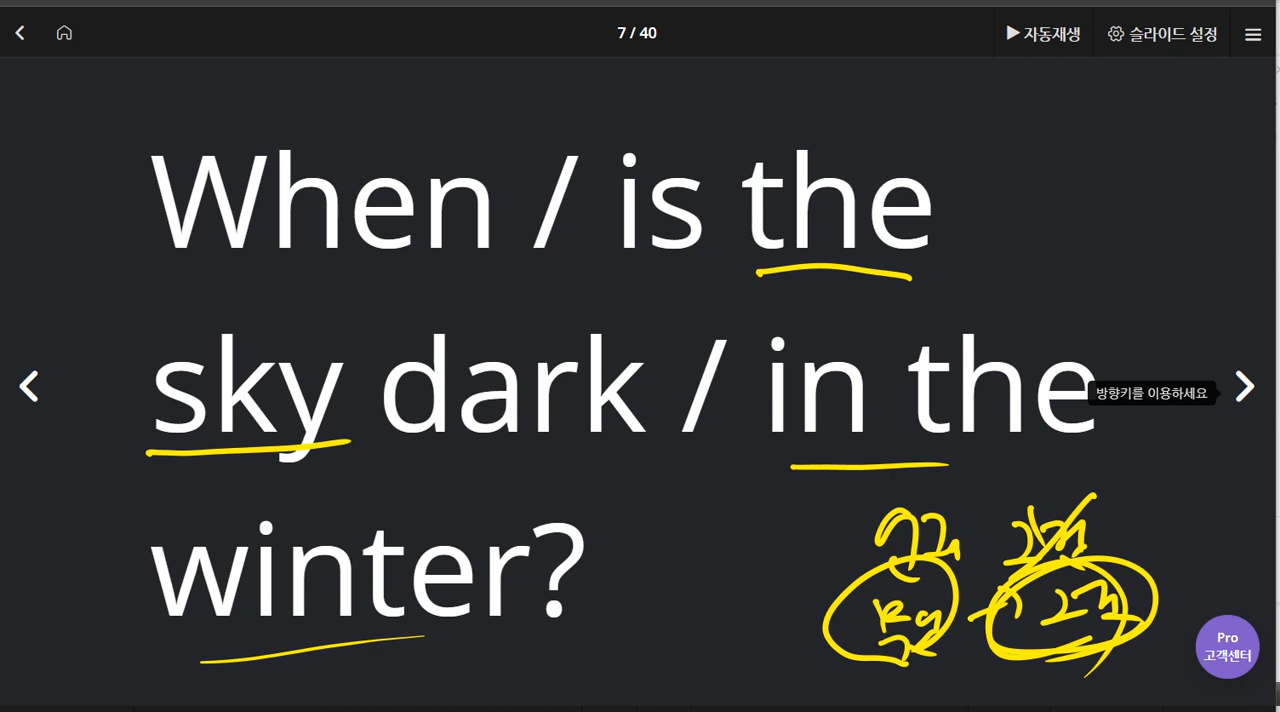 7 / 40
▶ 자동재생
슬라이드 설정
When / is the
sky dark / in the
방향키를 이용하세요
winter?
Pro
고객센터